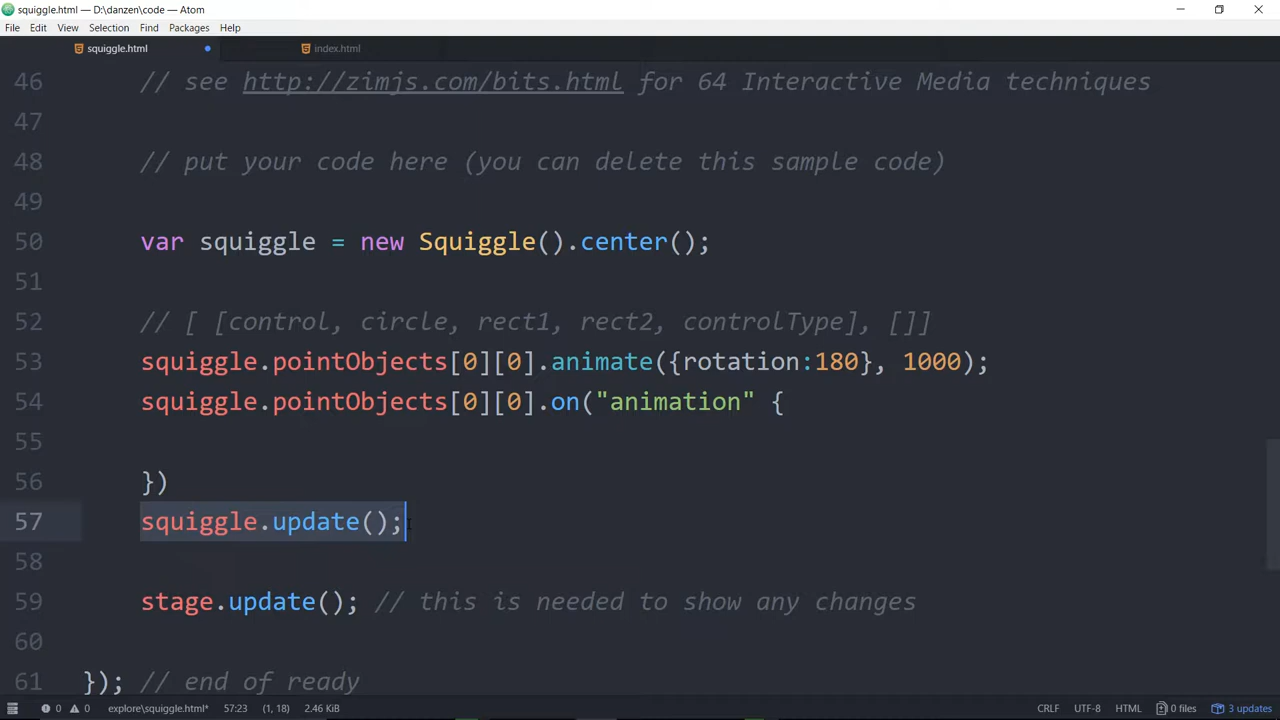 squiggle.html — D:\danzen\code — Atom
File Edit View Selection Find Packages Help
squiggle.html index.html
46 // see http://zimjs.com/bits.html for 64 Interactive Media techniques
47
48 // put your code here (you can delete this sample code)
49
50 var squiggle = new Squiggle().center();
51
52 // [ [control, circle, rect1, rect2, controlType], []]
53 squiggle.pointObjects[0][0].animate({rotation:180}, 1000);
54 squiggle.pointObjects[0][0].on("animation" {
55
56 })
57 squiggle.update();
58
59 stage.update(); // this is needed to show any changes
60
61 }); // end of ready
0 0 explore\squiggle.html* 57:23 (1, 18) 2.46 KiB CRLF UTF-8 HTML 0 files 3 updates